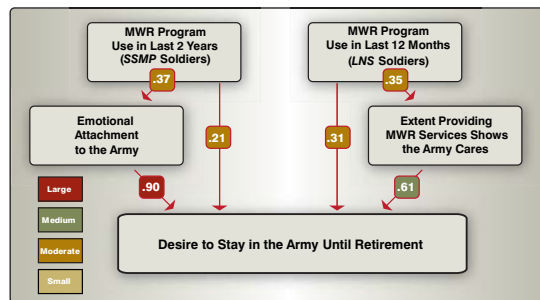 MWR Program
Use in Last 2 Years
(SSMP Soldiers)
MWR Program
Use in Last 12 Months
(LNS Soldiers)
.37
.35
Emotional
Attachment
to the Army
.21
.31
Extent Providing
MWR Services Shows
the Army Cares
.90
.61
Large
Medium
Moderate
Small
Desire to Stay in the Army Until Retirement